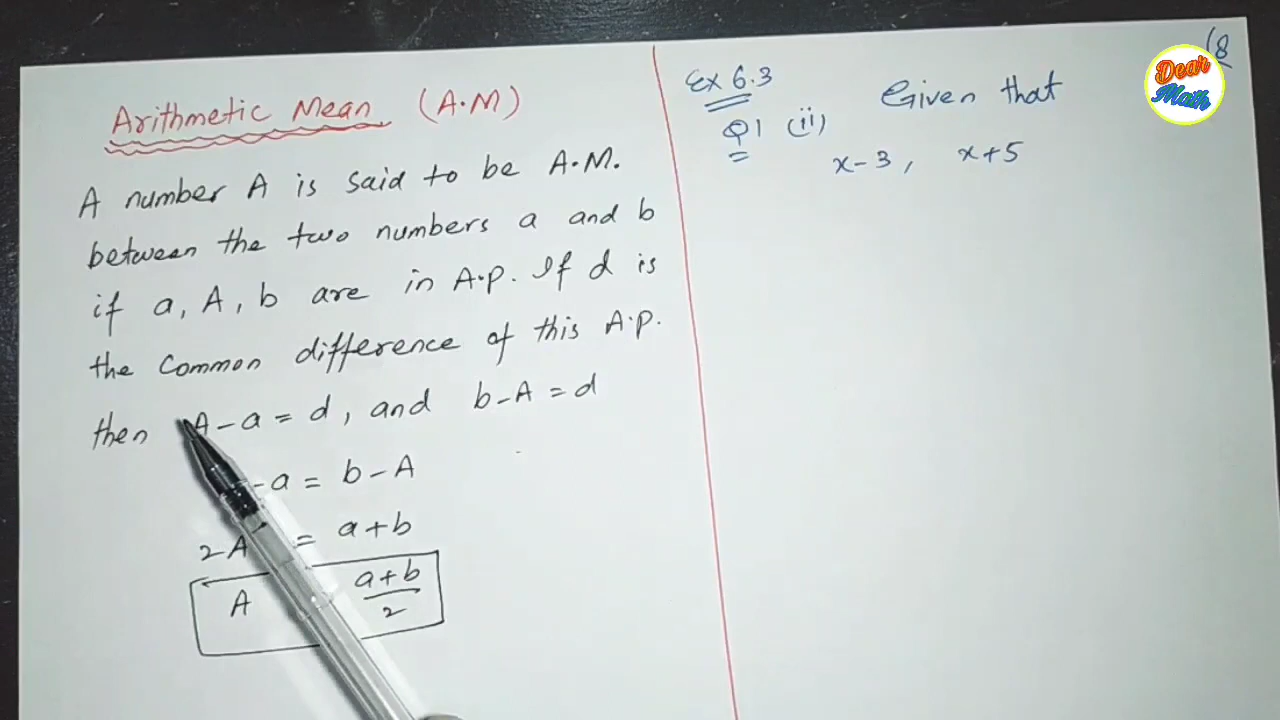 Arithmetic Mean (A.M)
A number A is said to be A.M.
between the two numbers a and b
if a, A, b are in A.p. If d is
the common difference of this A.p.
then A-a = d, and b-A = d
-a = b-A
2A = a+b
A a+b
2
Ex 6.3
Given that
Q1 (ii)
x-3, x+5
Dear
Math